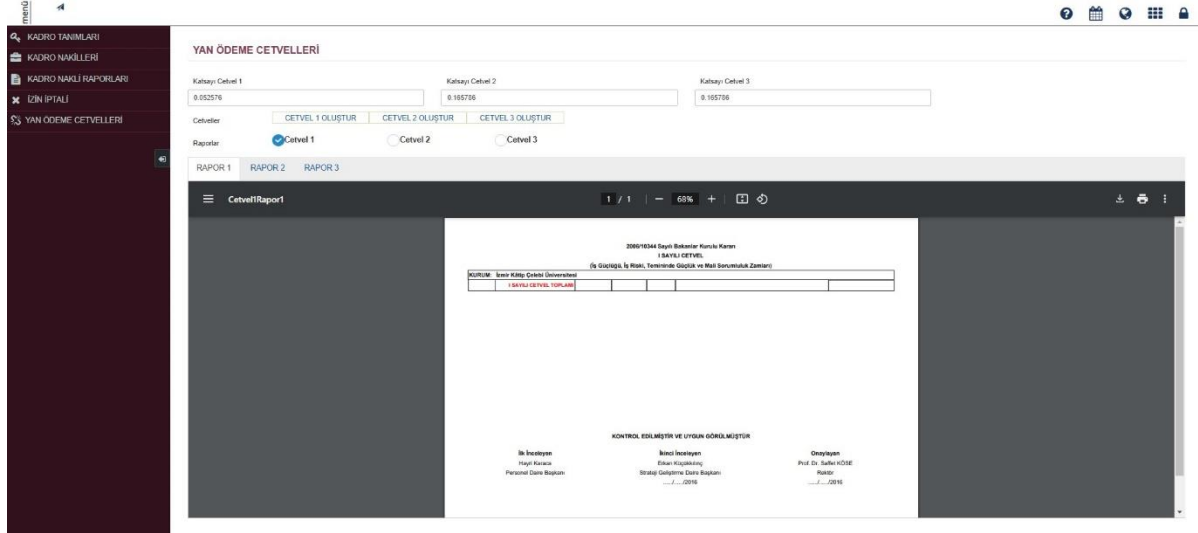 menü
KADRO TANIMLARI
KADRO NAKİLLERİ
KADRO NAKLİ RAPORLARI
İZİN İPTALİ
YAN ÖDEME CETVELLERİ
YAN ÖDEME CETVELLERİ
Katsayı Cetvel 1 Katsayı Cetvel 2 Katsayı Cetvel 3
0.052576 0.165786 0.165786
Cetveller CETVEL 1 OLUŞTUR CETVEL 2 OLUŞTUR CETVEL 3 OLUŞTUR
Raporlar Cetvel 1 Cetvel 2 Cetvel 3
RAPOR 1 RAPOR 2 RAPOR 3
Cetvel1Rapor1 1 / 1 68%
2006/10344 Sayılı Bakanlar Kurulu Kararı
I SAYILI CETVEL
(İş Güçlüğü, İş Riski, Temininde Güçlük ve Mali Sorumluluk Zamları)
KURUM: İzmir Kâtip Çelebi Üniversitesi
I SAYILI CETVEL TOPLAMI
KONTROL EDİLMİŞTİR VE UYGUN GÖRÜLMÜŞTÜR
İlk İnceleyen İkinci İnceleyen Onaylayan
Hayri Karaca Erkan Küçükkılınç Prof. Dr. Saffet KÖSE
Personel Daire Başkanı Strateji Geliştirme Daire Başkanı Rektör
...../...../2016 ...../...../2016